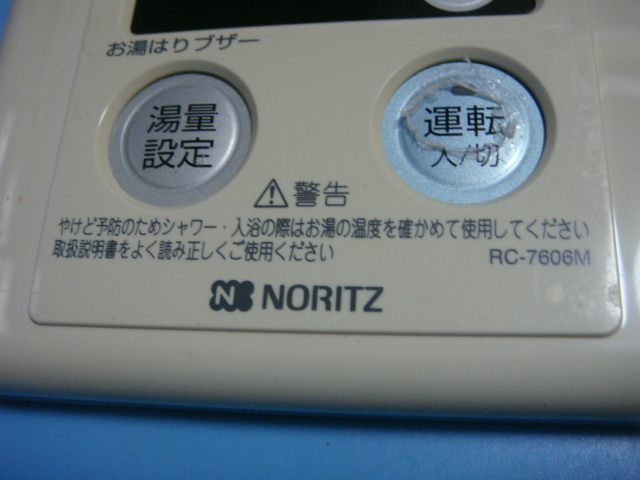 お湯はりブザー
湯量
設定
運転
入/切
警告
やけど予防のためシャワー・入浴の際はお湯の温度を確かめて使用してください
取扱説明書をよく読み正しくご使用ください
RC-7606M
NORITZ